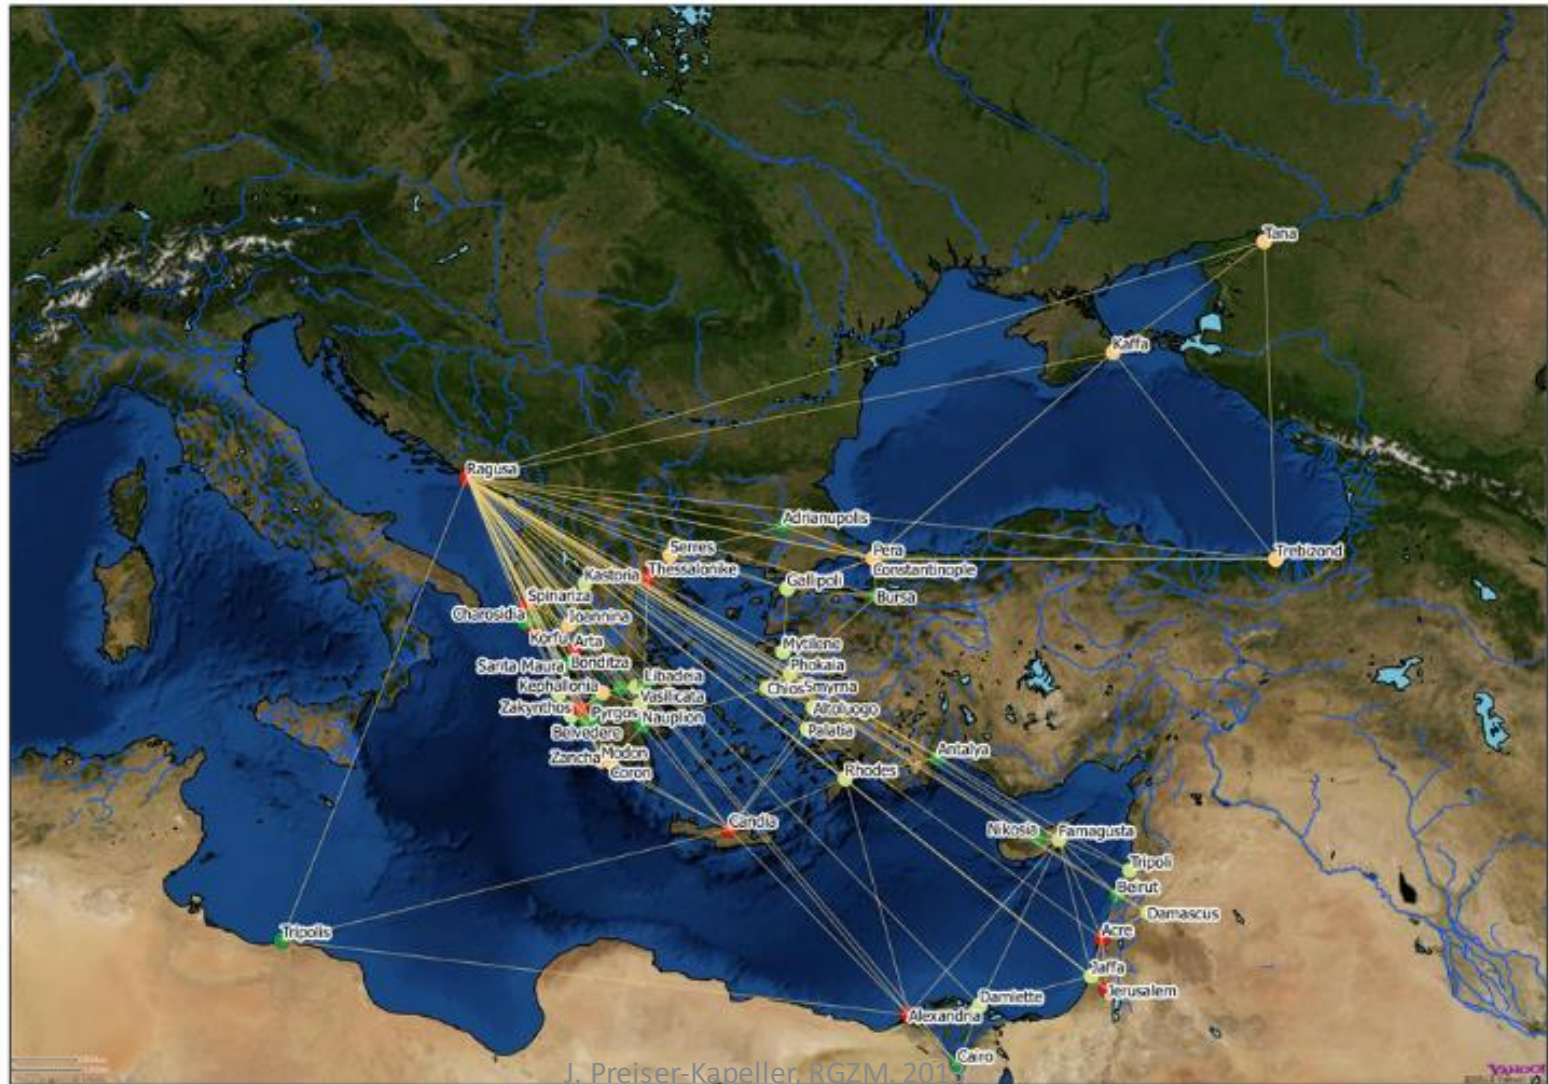 Tana
Kaffa
Ragusa
Adrianupolis
Serres
Pera
Trebizond
Thessalonike
Constantinople
Kastoria
Gallipoli
Spinariza
Bursa
Charosidia
Ioannina
Korfu
Arta
Mytilene
Santa Maura
Bonditza
Phokaia
Libadeia
Kephallonia
Chios
Smyrna
Vasilicata
Zakynthos
Pyrgos
Altoluogo
Nauplion
Belvedere
Palatia
Modon
Zancha
Antalya
Coron
Rhodes
Candia
Nikosia
Famagusta
Tripoli
Beirut
Damascus
Tripolis
Acre
Jaffa
Jerusalem
Damiette
Alexandria
Cairo
J. Preiser-Kapeller, RGZM, 201
YAHOO!